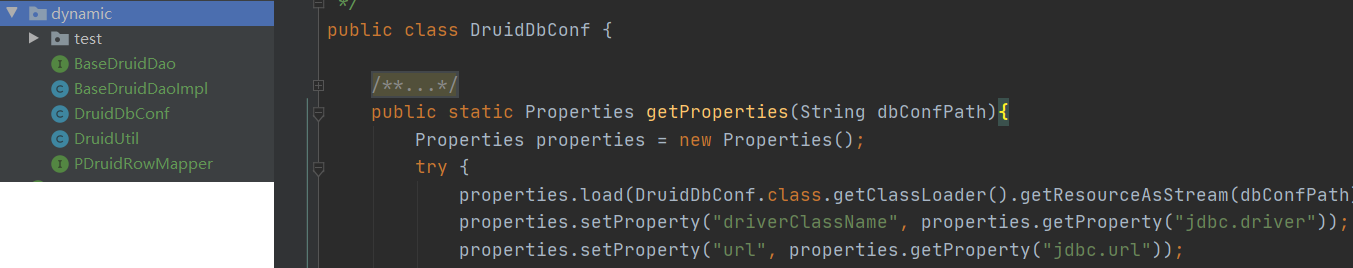 dynamic
test
BaseDruidDao
BaseDruidDaoImpl
DruidDbConf
DruidUtil
PDruidRowMapper
*/
public class DruidDbConf {
/**...*/
public static Properties getProperties(String dbConfPath){
Properties properties = new Properties();
try {
properties.load(DruidDbConf.class.getClassLoader().getResourceAsStream(dbConfPath)
properties.setProperty("driverClassName", properties.getProperty("jdbc.driver"));
properties.setProperty("url", properties.getProperty("jdbc.url"));